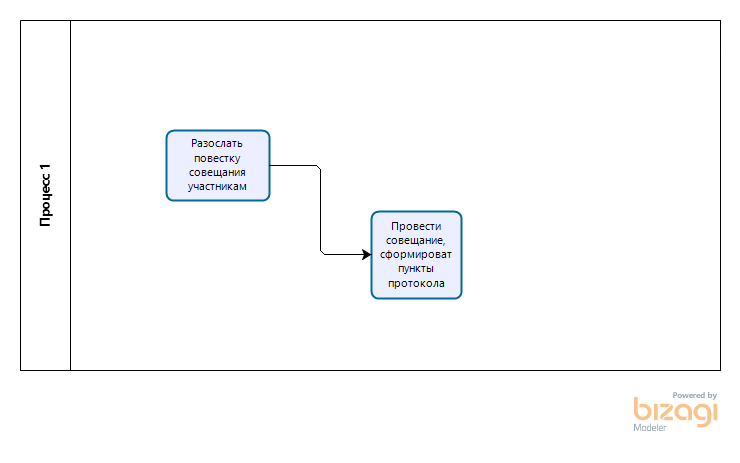 Процесс 1
Разослать
повестку
совещания
участникам
Провести
совещание,
сформироват
пункты
протокола
Powered by
bizagi
Modeler